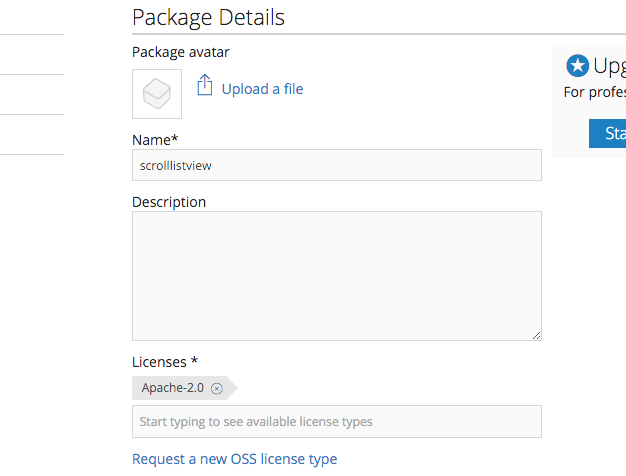 Package Details
Package avatar
Upload a file
Upg
For profes
Sta
Name*
scrolllistview
Description
Licenses *
Apache-2.0
Start typing to see available license types
Request a new OSS license type